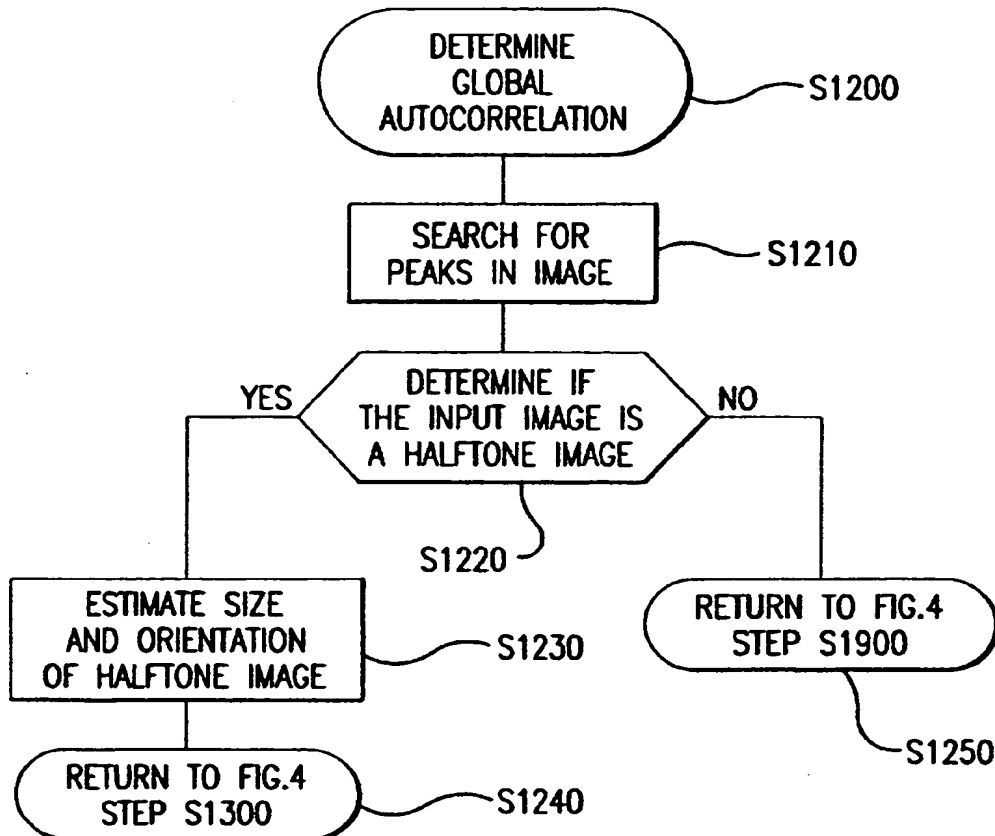 DETERMINE
GLOBAL
AUTOCORRELATION
S1200
SEARCH FOR
PEAKS IN IMAGE
S1210
YES
DETERMINE IF
THE INPUT IMAGE IS
A HALFTONE IMAGE
NO
S1220
ESTIMATE SIZE
AND ORIENTATION
OF HALFTONE IMAGE
S1230
RETURN TO FIG.4
STEP S1900
S1250
RETURN TO FIG.4
STEP S1300
S1240